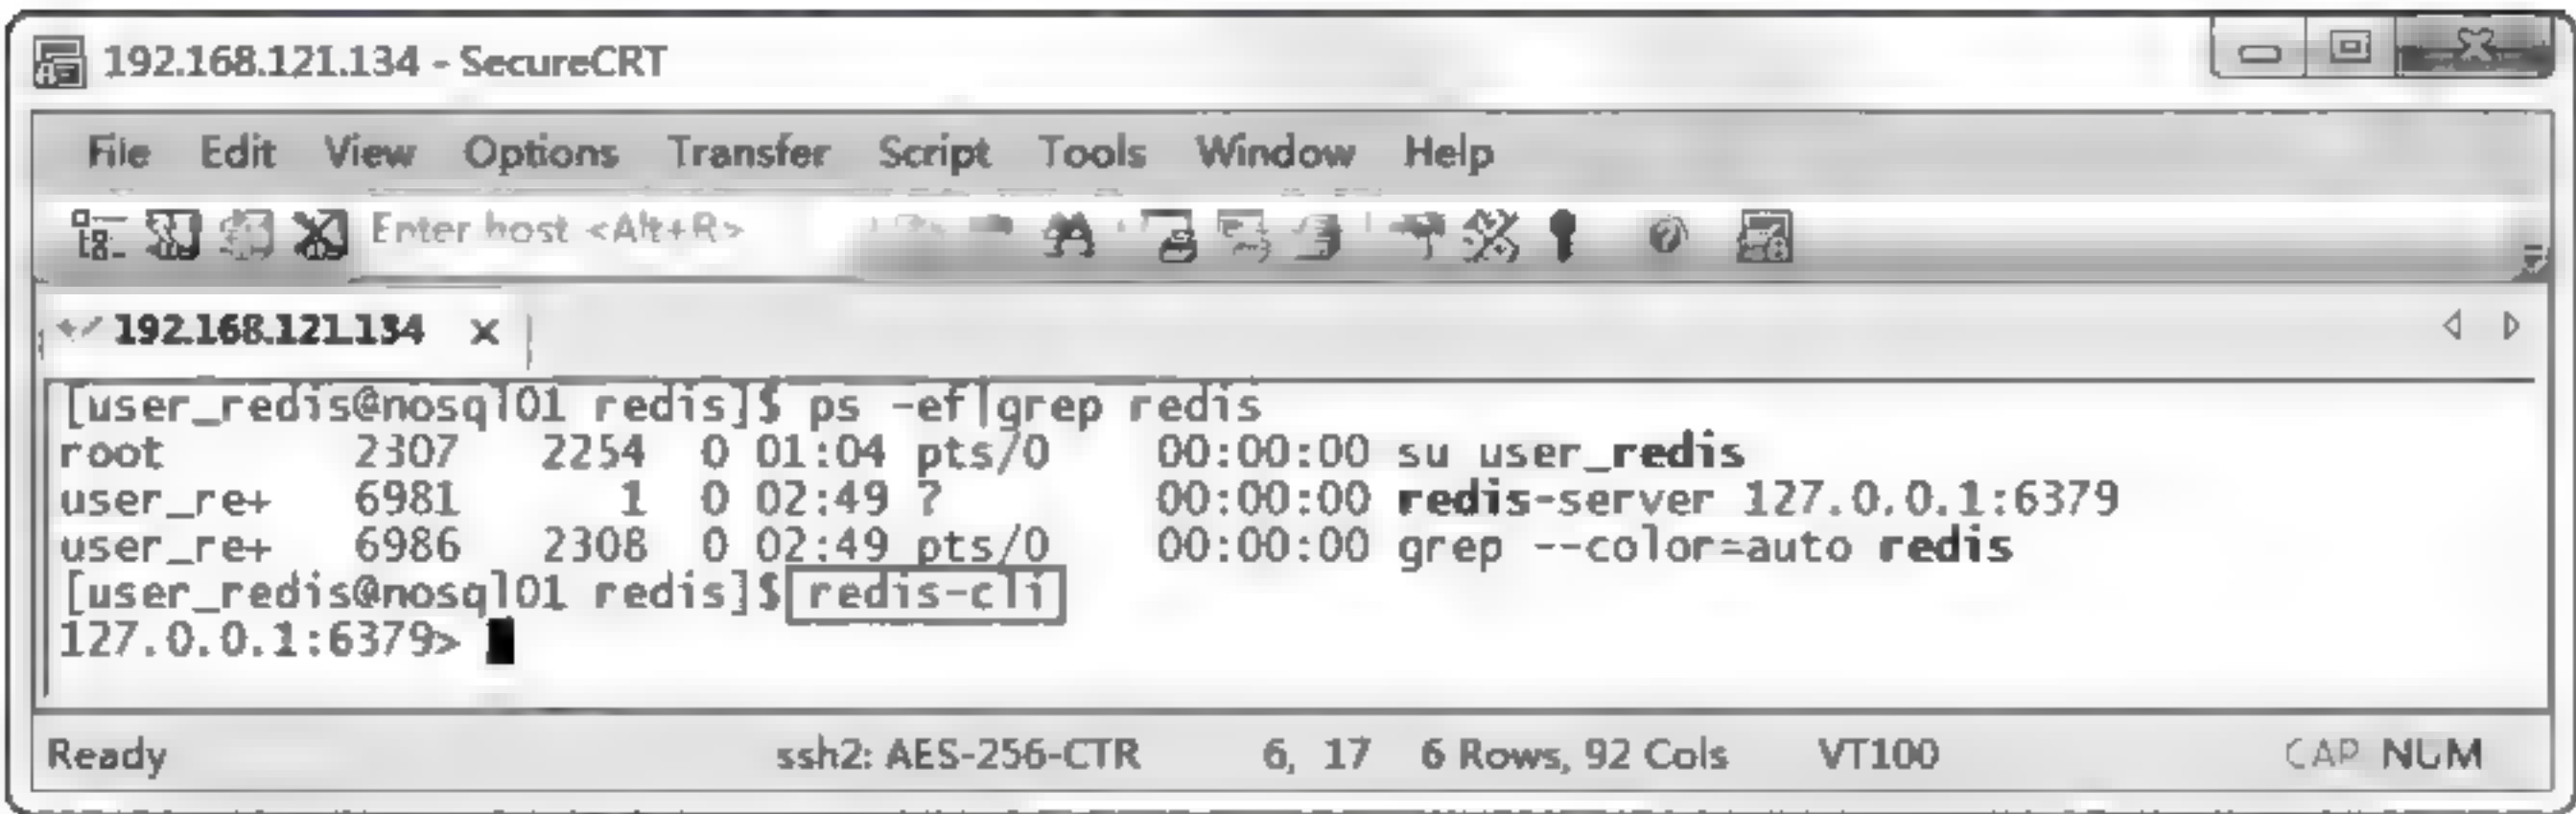 192.168.121.134 - SecureCRT
File Edit View Options Transfer Script Tools Window Help
Enter host <Alt+R>
192.168.121.134 ×
[user_redis@nosql01 redis]$ ps -ef|grep redis
root 2307 2254 0 01:04 pts/0 00:00:00 su user_redis
user_re+ 6981 1 0 02:49 ? 00:00:00 redis-server 127.0.0.1:6379
user_re+ 6986 2308 0 02:49 pts/0 00:00:00 grep --color=auto redis
[user_redis@nosql01 redis]$ redis-cli
127.0.0.1:6379>
Ready ssh2: AES-256-CTR 6, 17 6 Rows, 92 Cols VT100 CAP NUM